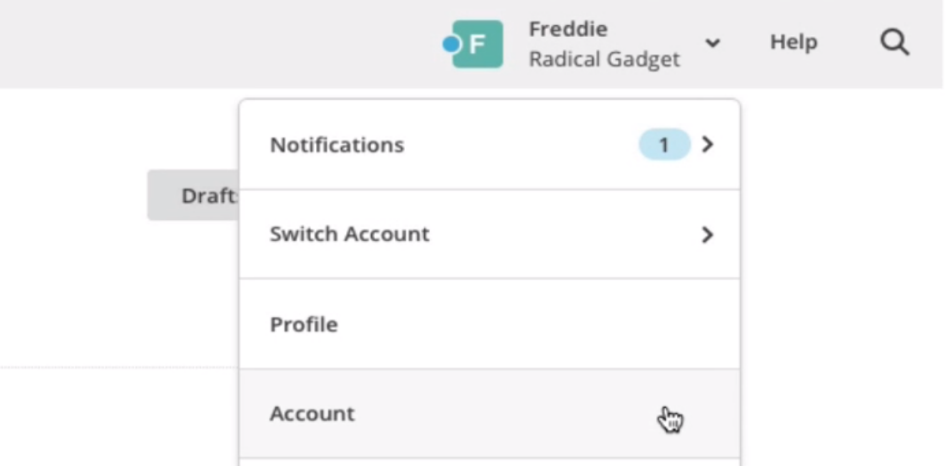 F
Freddie
Radical Gadget
Help
Notifications 1
Draft
Switch Account
Profile
Account